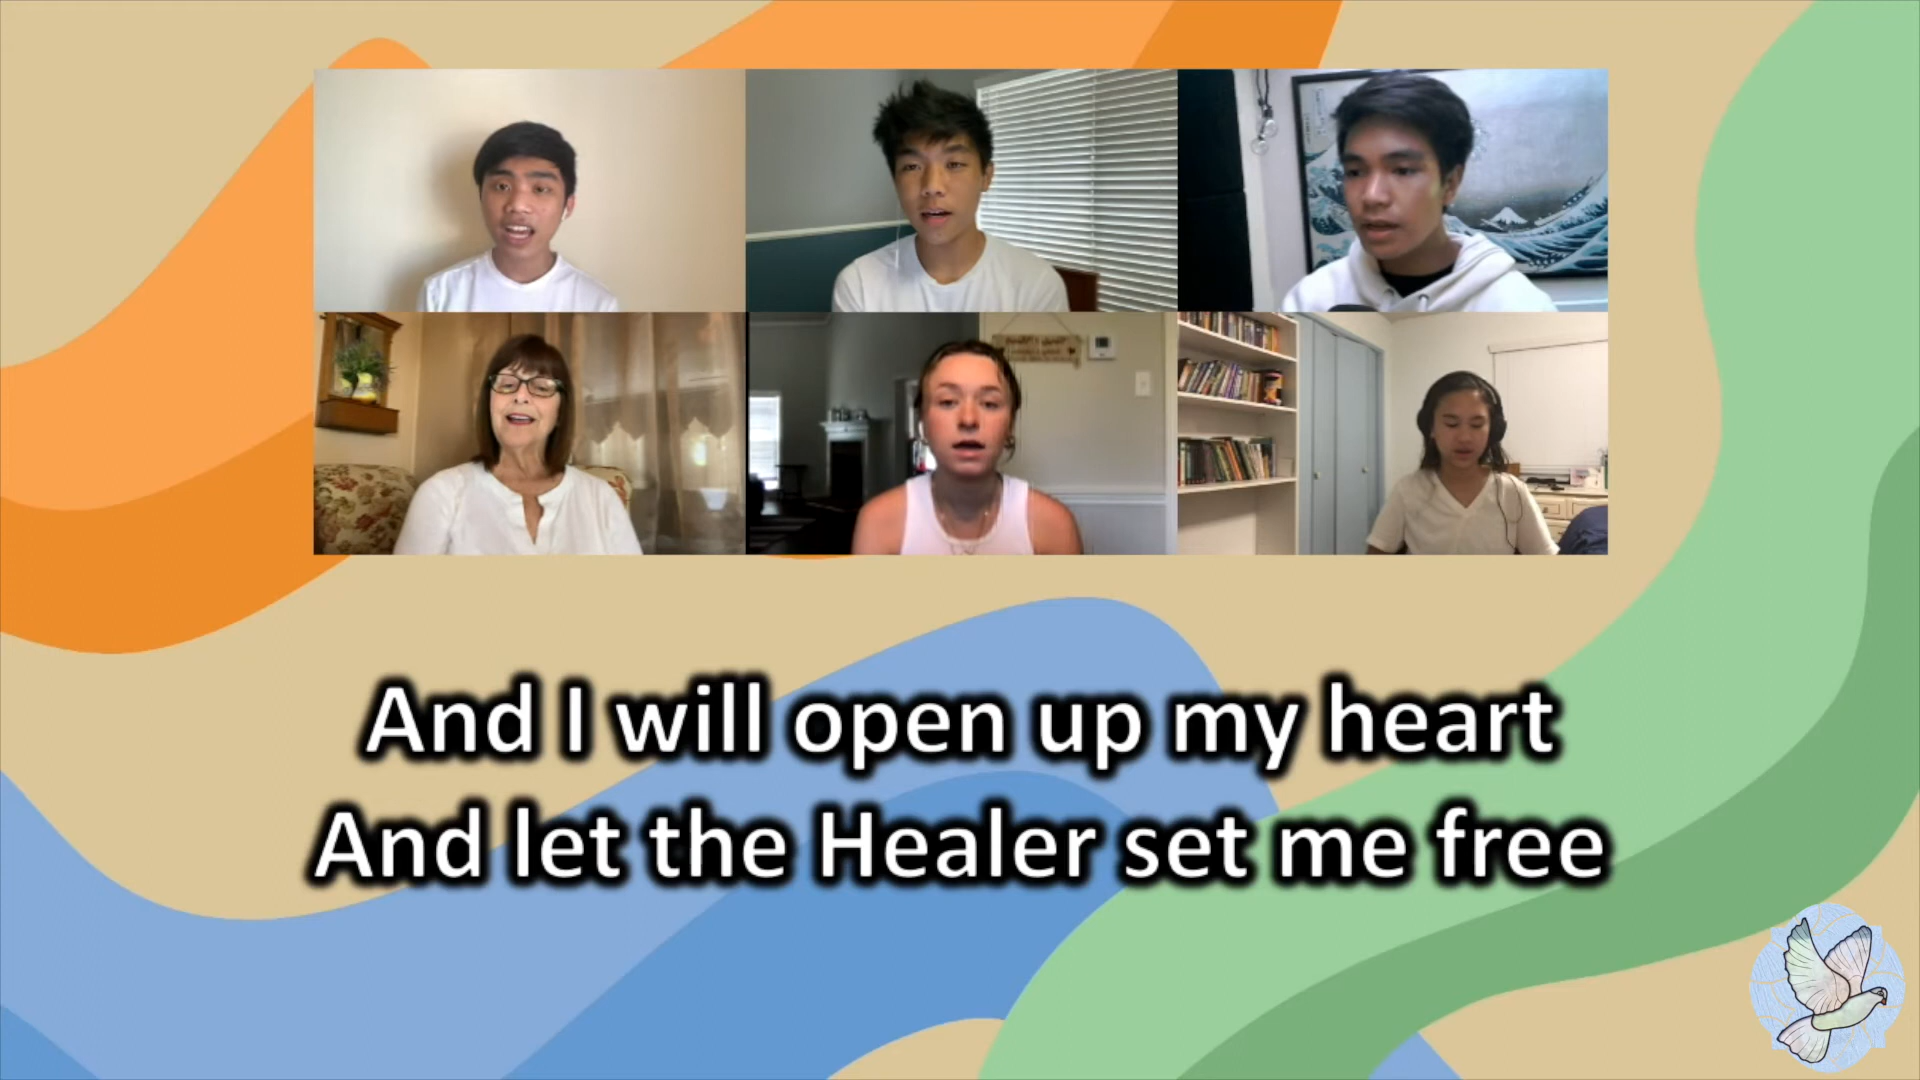 And I will open up my heart
And let the Healer set me free